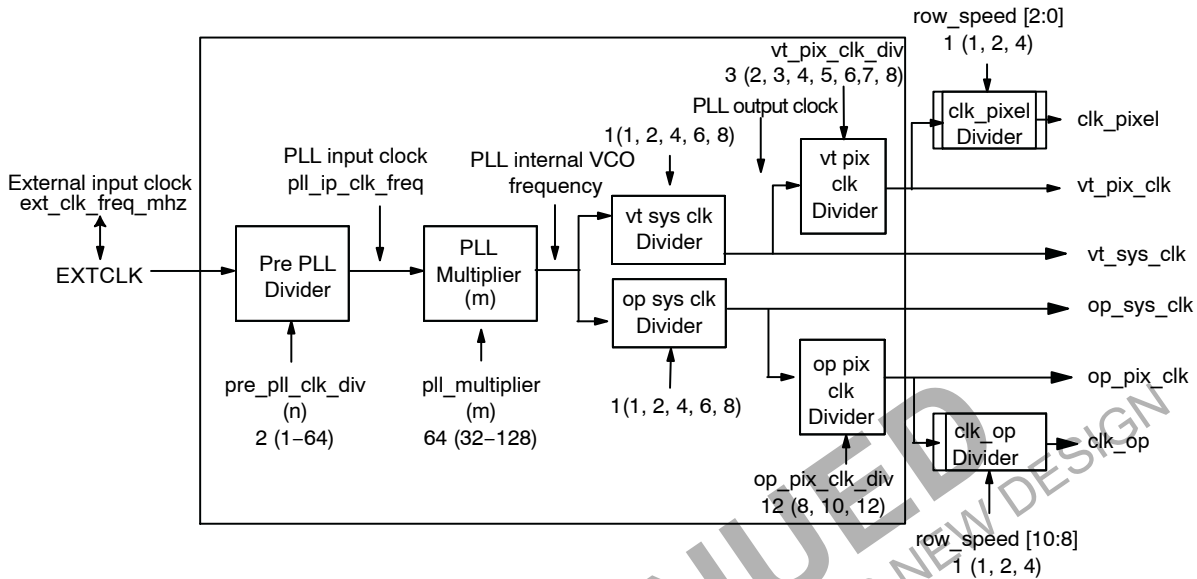 row_speed [2:0]
1 (1, 2, 4)
vt_pix_clk_div
3 (2, 3, 4, 5, 6,7, 8)
PLL output clock
clk_pixel
Divider
clk_pixel
1(1, 2, 4, 6, 8)
PLL input clock
pll_ip_clk_freq
PLL internal VCO
frequency
vt pix
clk
Divider
vt_pix_clk
External input clock
ext_clk_freq_mhz
vt sys clk
Divider
vt_sys_clk
EXTCLK
Pre PLL
Divider
PLL
Multiplier
(m)
op sys clk
Divider
op_sys_clk
op pix
clk
Divider
op_pix_clk
pre_pll_clk_div
(n)
2 (1−64)
pll_multiplier
(m)
64 (32−128)
1(1, 2, 4, 6, 8)
clk_op
Divider
clk_op
op_pix_clk_div
12 (8, 10, 12)
row_speed [10:8]
1 (1, 2, 4)
NUED
NEW DESIGN